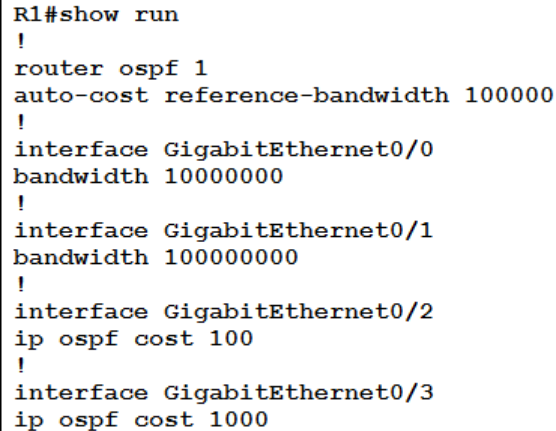 R1#show run
!
router ospf 1
auto-cost reference-bandwidth 100000
!
interface GigabitEthernet0/0
bandwidth 10000000
!
interface GigabitEthernet0/1
bandwidth 100000000
!
interface GigabitEthernet0/2
ip ospf cost 100
!
interface GigabitEthernet0/3
ip ospf cost 1000